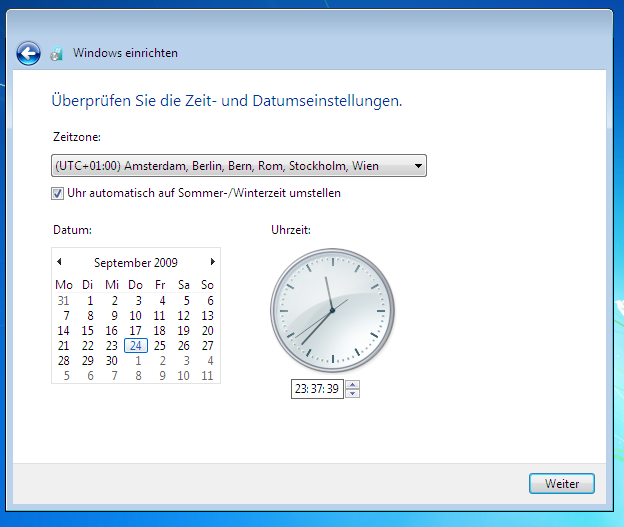 Windows einrichten
Überprüfen Sie die Zeit- und Datumseinstellungen.
Zeitzone:
(UTC+01:00) Amsterdam, Berlin, Bern, Rom, Stockholm, Wien
Uhr automatisch auf Sommer-/Winterzeit umstellen
Datum:
Uhrzeit:
September 2009
Mo Di Mi Do Fr Sa So
31 1 2 3 4 5 6
7 8 9 10 11 12 13
14 15 16 17 18 19 20
21 22 23 24 25 26 27
28 29 30 1 2 3 4
5 6 7 8 9 10 11
23:37:39
Weiter